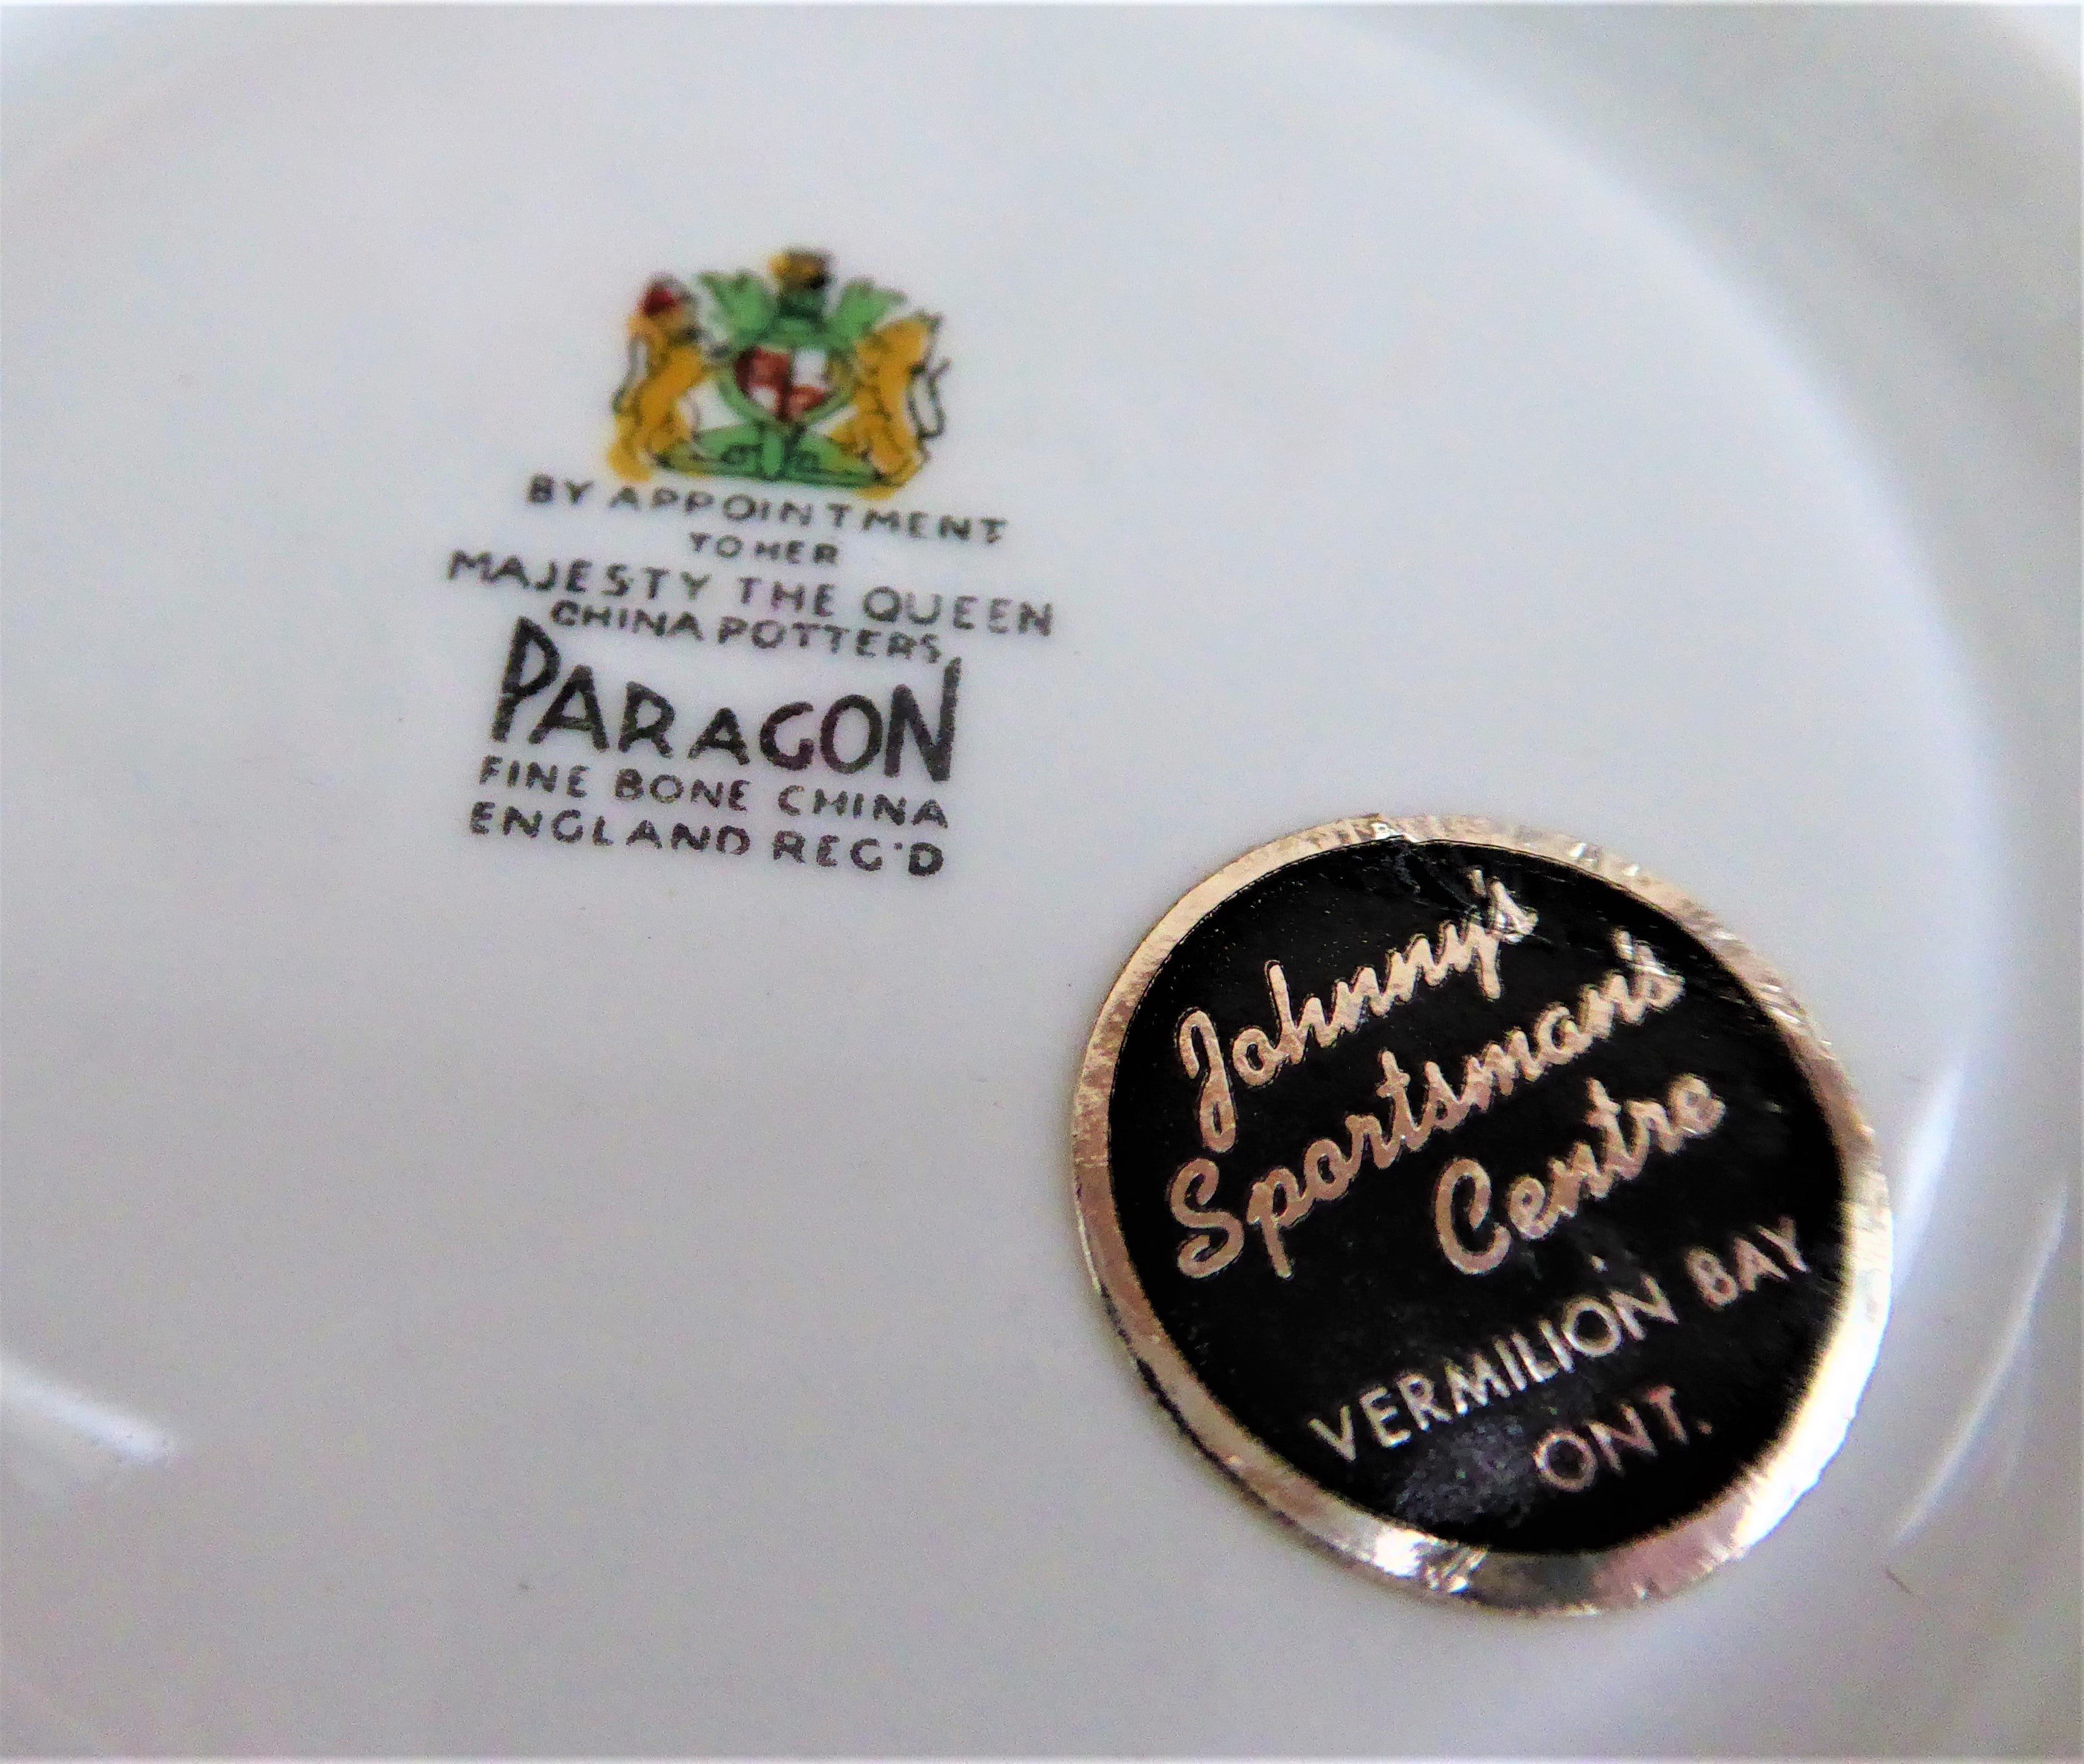 BY APPOINTMENT
TO HER
MAJESTY THE QUEEN
CHINA POTTERS,
PARAGON
FINE BONE CHINA
ENGLAND REG'D
Johnny's
Sportsman's
Centre
VERMILION BAY
ONT.